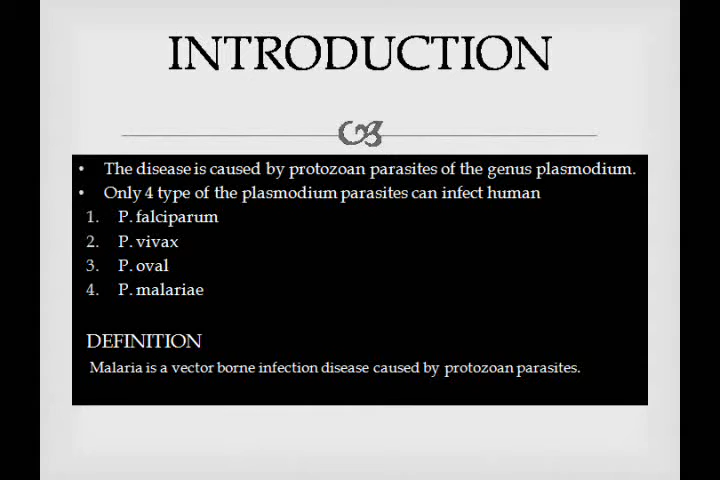 INTRODUCTION
• The disease is caused by protozoan parasites of the genus plasmodium.
• Only 4 type of the plasmodium parasites can infect human
1. P. falciparum
2. P. vivax
3. P. oval
4. P. malariae
DEFINITION
Malaria is a vector borne infection disease caused by protozoan parasites.